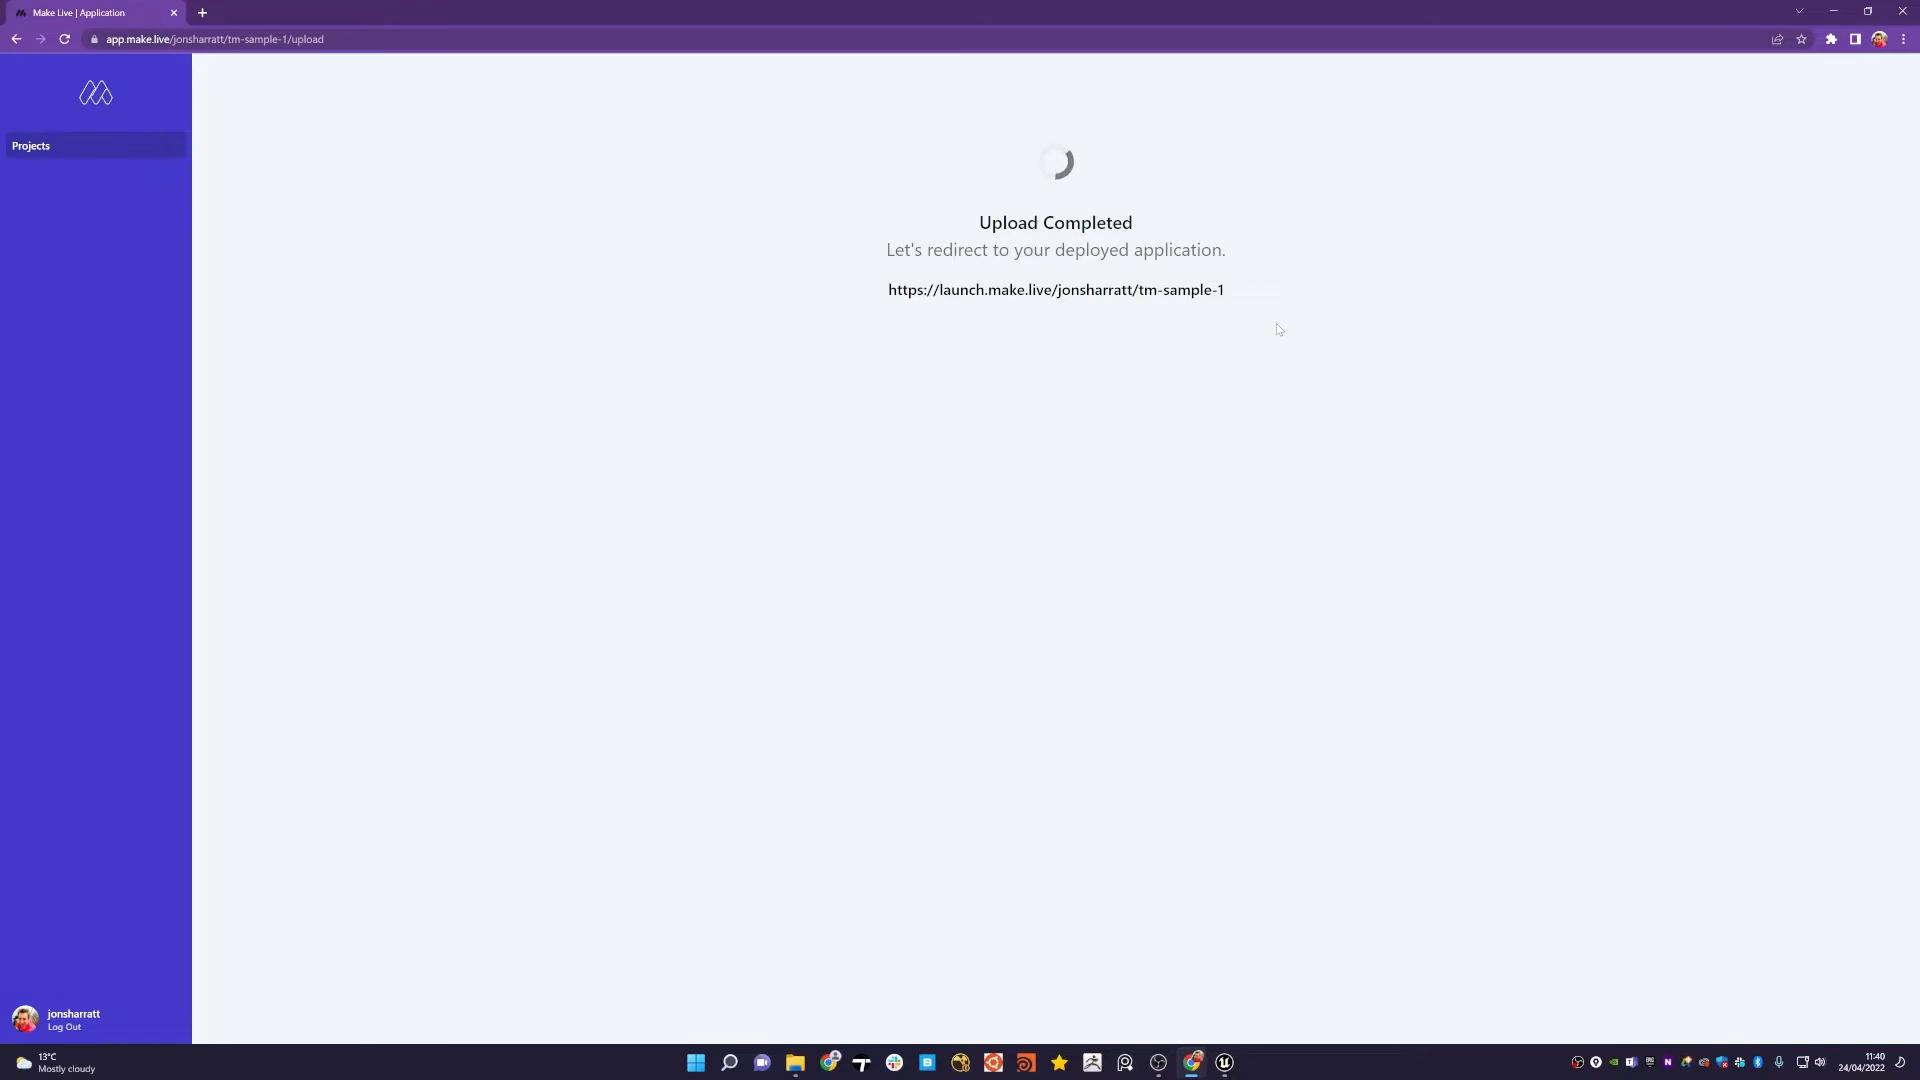 Make Live | Application
app.make.live/jonsharratt/tm-sample-1/upload
Projects
Upload Completed
Let's redirect to your deployed application.
https://launch.make.live/jonsharratt/tm-sample-1
jonsharratt
Log Out
13°C
Mostly cloudy
11:40
24/04/2022